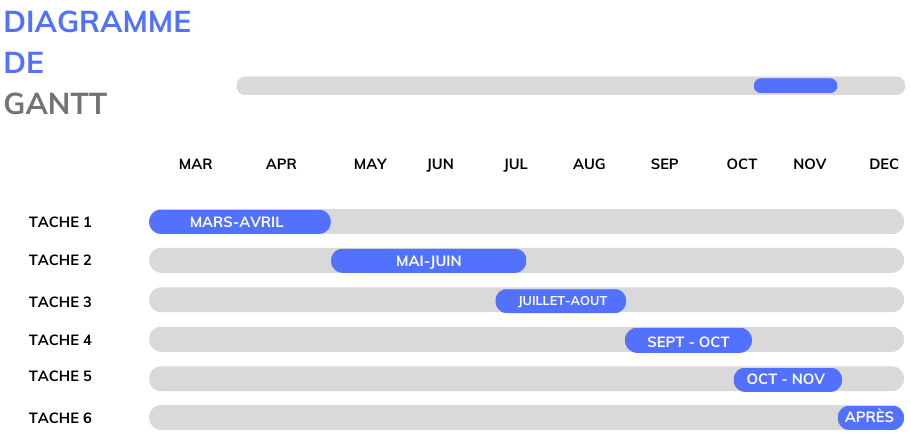 DIAGRAMME
DE
GANTT
MAR APR MAY JUN JUL AUG SEP OCT NOV DEC
TACHE 1 MARS-AVRIL
TACHE 2 MAI-JUIN
TACHE 3 JUILLET-AOUT
TACHE 4 SEPT - OCT
TACHE 5 OCT - NOV
TACHE 6 APRÈS